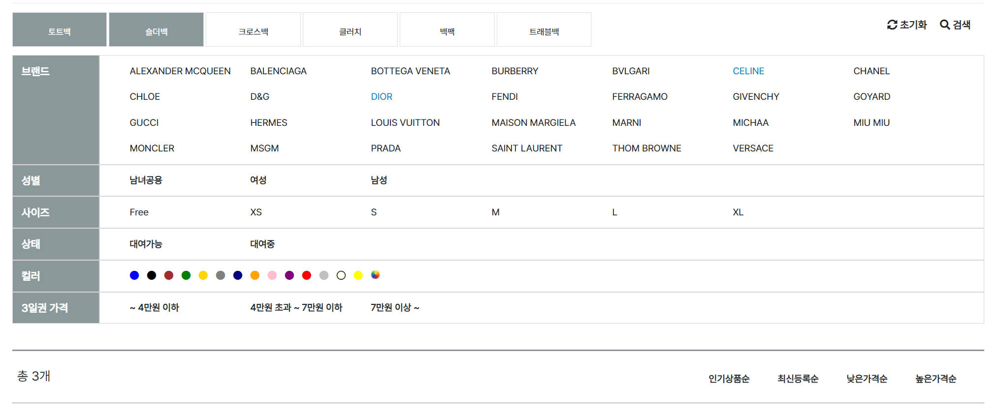 토트백 숄더백 크로스백 클러치 백팩 트래블백 초기화 검색
브랜드 ALEXANDER MCQUEEN BALENCIAGA BOTTEGA VENETA BURBERRY BVLGARI CELINE CHANEL
CHLOE D&G DIOR FENDI FERRAGAMO GIVENCHY GOYARD
GUCCI HERMES LOUIS VUITTON MAISON MARGIELA MARNI MICHAA MIU MIU
MONCLER MSGM PRADA SAINT LAURENT THOM BROWNE VERSACE
성별 남녀공용 여성 남성
사이즈 Free XS S M L XL
상태 대여가능 대여중
컬러
3일권 가격 ~ 4만원 이하 4만원 초과 ~ 7만원 이하 7만원 이상 ~
총 3개 인기상품순 최신등록순 낮은가격순 높은가격순